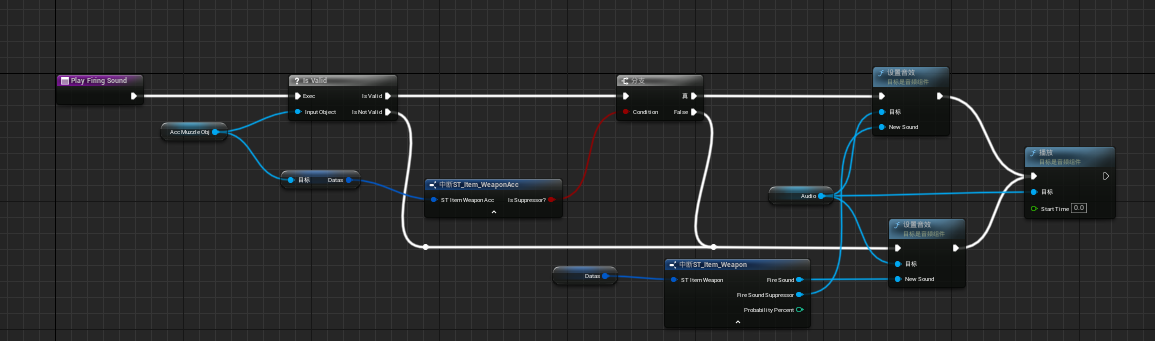 Play Firing Sound
Is Valid
Exec
Is Valid
Input Object
Is Not Valid
Acc Muzzle Obj
目标
Datas
中断ST_Item_WeaponAcc
ST Item Weapon Acc
Is Suppressor?
分支
真
Condition
False
设置音效
目标是音频组件
目标
New Sound
Audio
播放
目标是音频组件
目标
Start Time
0.0
设置音效
目标是音频组件
目标
New Sound
Datas
中断ST_Item_Weapon
ST Item Weapon
Fire Sound
Fire Sound Suppressor
Probability Percent